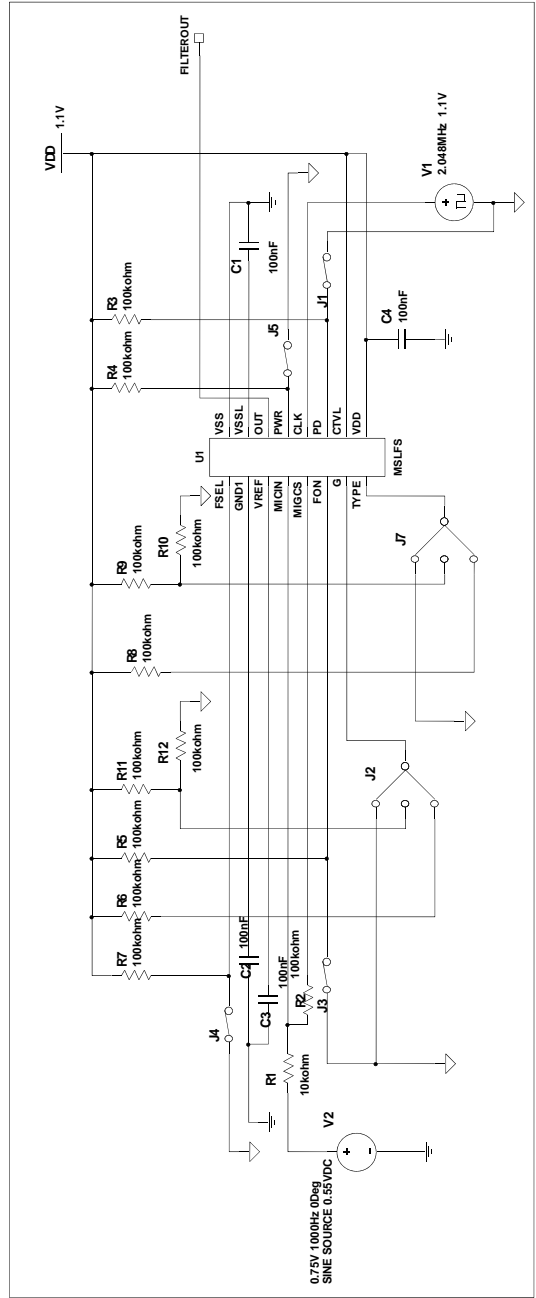 FILTEROUT
VDD
1.1V
R3
100kohm
R4
100kohm
R9
100kohm
R10
100kohm
R8
100kohm
R11
100kohm
R12
100kohm
R5
100kohm
R6
100kohm
R7
100kohm
C1
100nF
J5
J1
V1
2.048MHz 1.1V
C4
100nF
U1
MSLFS
VSS
VSSL
OUT
PWR
CLK
PD
CTVL
VDD
FSEL
GND1
VREF
MICIN
MIGCS
FON
G
TYPE
J7
J2
C2
100nF
C3
100nF
R2
100kohm
J3
J4
R1
10kohm
V2
0.75V 1000Hz 0Deg
SINE SOURCE 0.55VDC